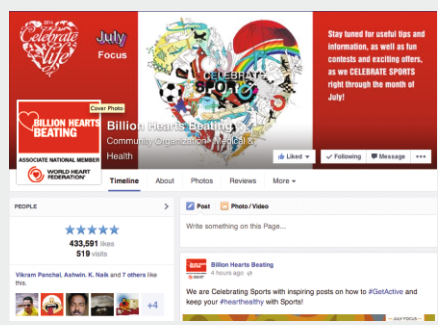 2014
Celebrate
life
July
Focus
CELEBRATE
SPORTS
Stay tuned for useful tips and
information, as well as fun
contests and exciting offers,
as we CELEBRATE SPORTS
right through the month of
July!
Cover Photo
BILLION HEARTS
BEATING
ASSOCIATE NATIONAL MEMBER
WORLD HEART
FEDERATION®
Billion Hearts Beating
Community Organization · Medical &
Health
Liked
Following
Message
Timeline
About
Photos
Reviews
More
PEOPLE
433,591 likes
519 visits
Vikram Panchal, Ashwin. K. Naik and 7 others like
this.
+4
Post
Photo / Video
Write something on this Page...
Billion Hearts Beating
4 hours ago
We are Celebrating Sports with inspiring posts on how to #GetActive and
keep your #hearthealthy with Sports!
JULY FOCUS